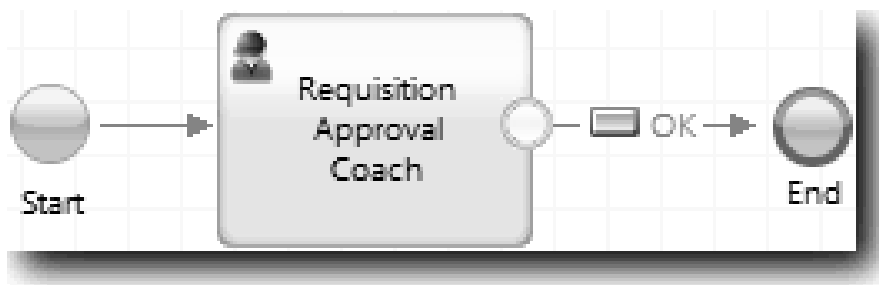 Requisition
Approval
Coach
OK
Start
End